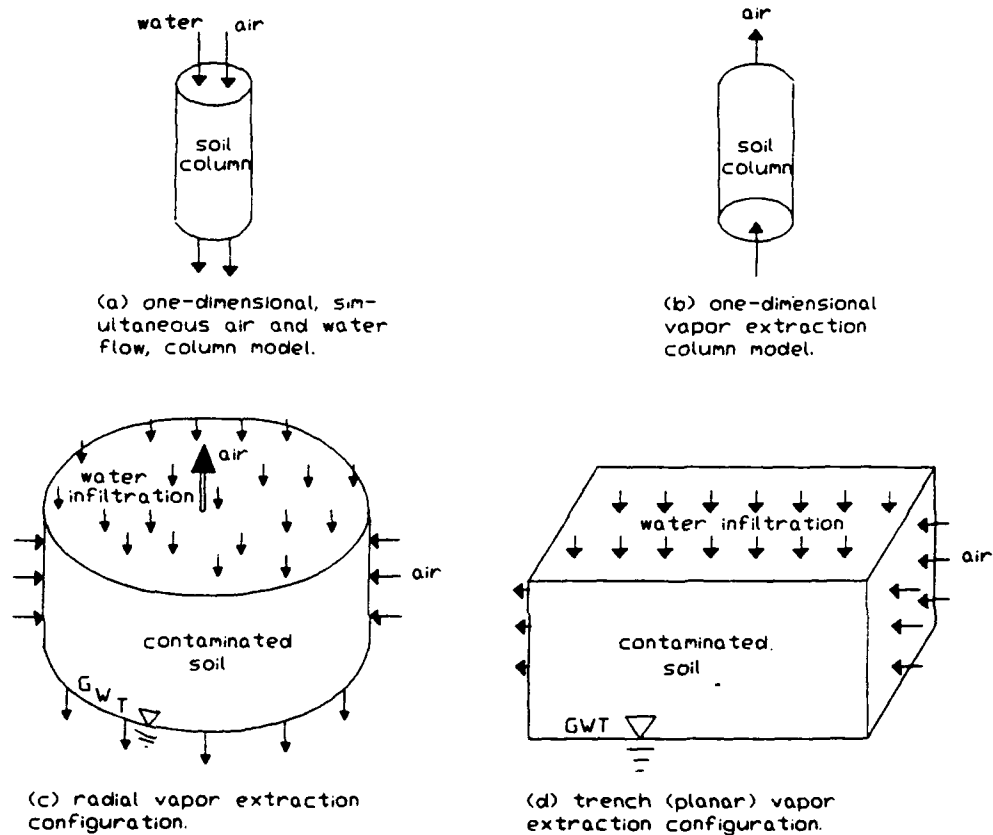 water air
soil
column
(a) one-dimensional, sim-
ultaneous air and water
flow, column model.
air
soil
column
(b) one-dimensional
vapor extraction
column model.
air
water
infiltration
air
contaminated
soil
GWT
(c) radial vapor extraction
configuration.
water infiltration
air
contaminated.
soil
GWT
(d) trench (planar) vapor
extraction configuration.